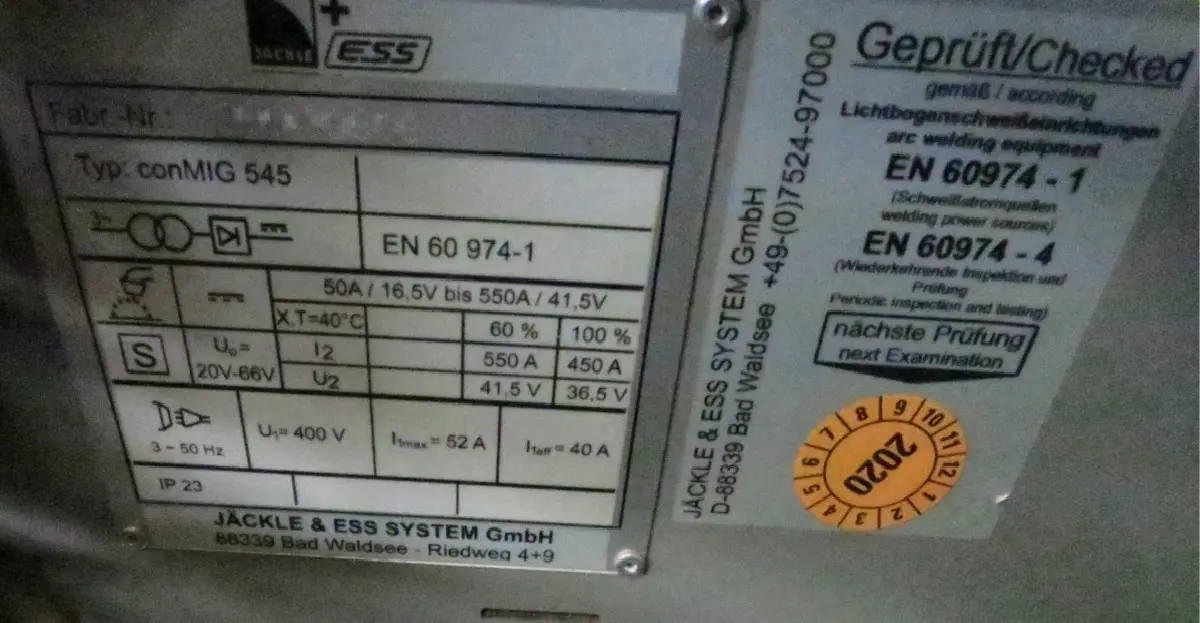 JÄCKLE
+
ESS
Fabr.-Nr.:
Typ: conMIG 545
3~
EN 60 974-1
50A / 16,5V bis 550A / 41,5V
X,T=40°C 60 % 100 %
S
U₀=
20V-66V
I2 550 A 450 A
U2 41,5 V 36,5 V
3 ~ 50 Hz
U₁= 400 V
I₁max = 52 A
I₁eff = 40 A
IP 23
JÄCKLE & ESS SYSTEM GmbH
88339 Bad Waldsee - Riedweg 4+9
JÄCKLE & ESS SYSTEM GmbH
D-88339 Bad Waldsee +49-(0)7524-97000
Geprüft/Checked
gemäß / according
Lichtbogenschweißeinrichtungen
arc welding equipment
EN 60974 - 1
(Schweißstromquellen
welding power sources)
EN 60974 - 4
(Wiederkehrende Inspektion und
Prüfung
Periodic inspection and testing)
nächste Prüfung
next Examination
1 2 3 4 5 6 7 8 9 10 11 12
2020